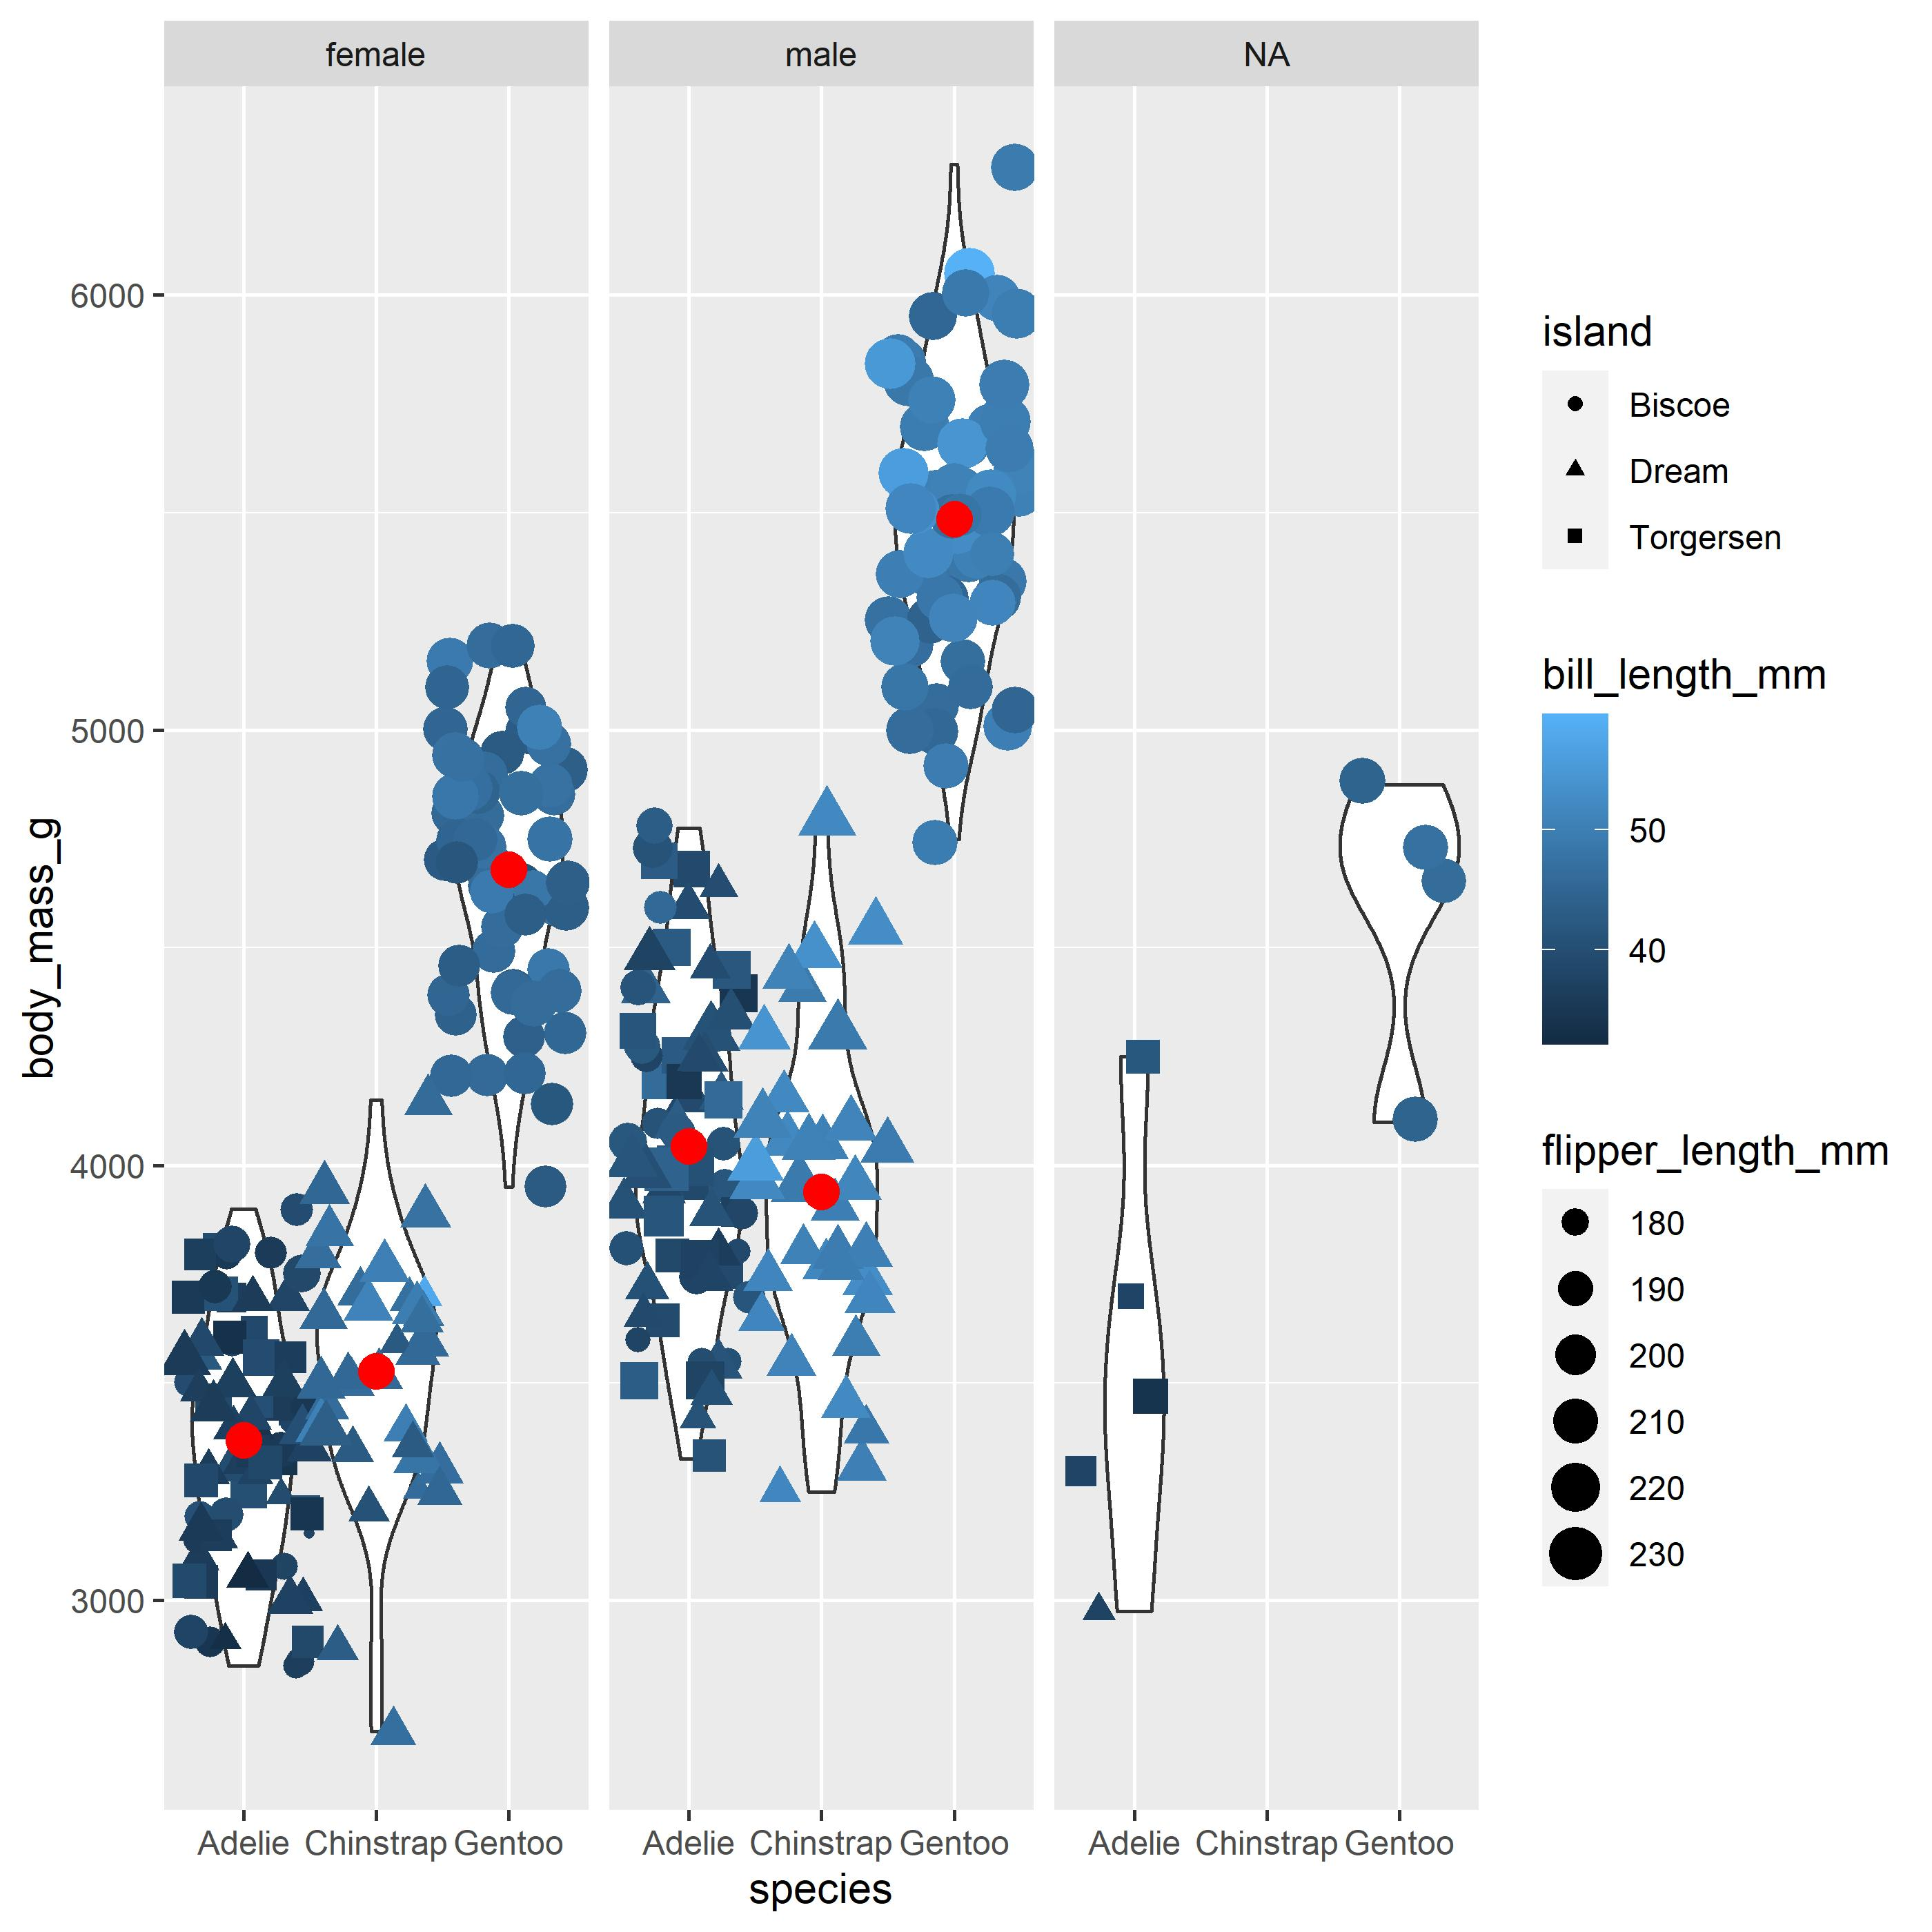 female male NA
6000
5000
4000
3000
body_mass_g
Adelie Chinstrap Gentoo Adelie Chinstrap Gentoo Adelie Chinstrap Gentoo
species
island
Biscoe
Dream
Torgersen
bill_length_mm
50
40
flipper_length_mm
180
190
200
210
220
230